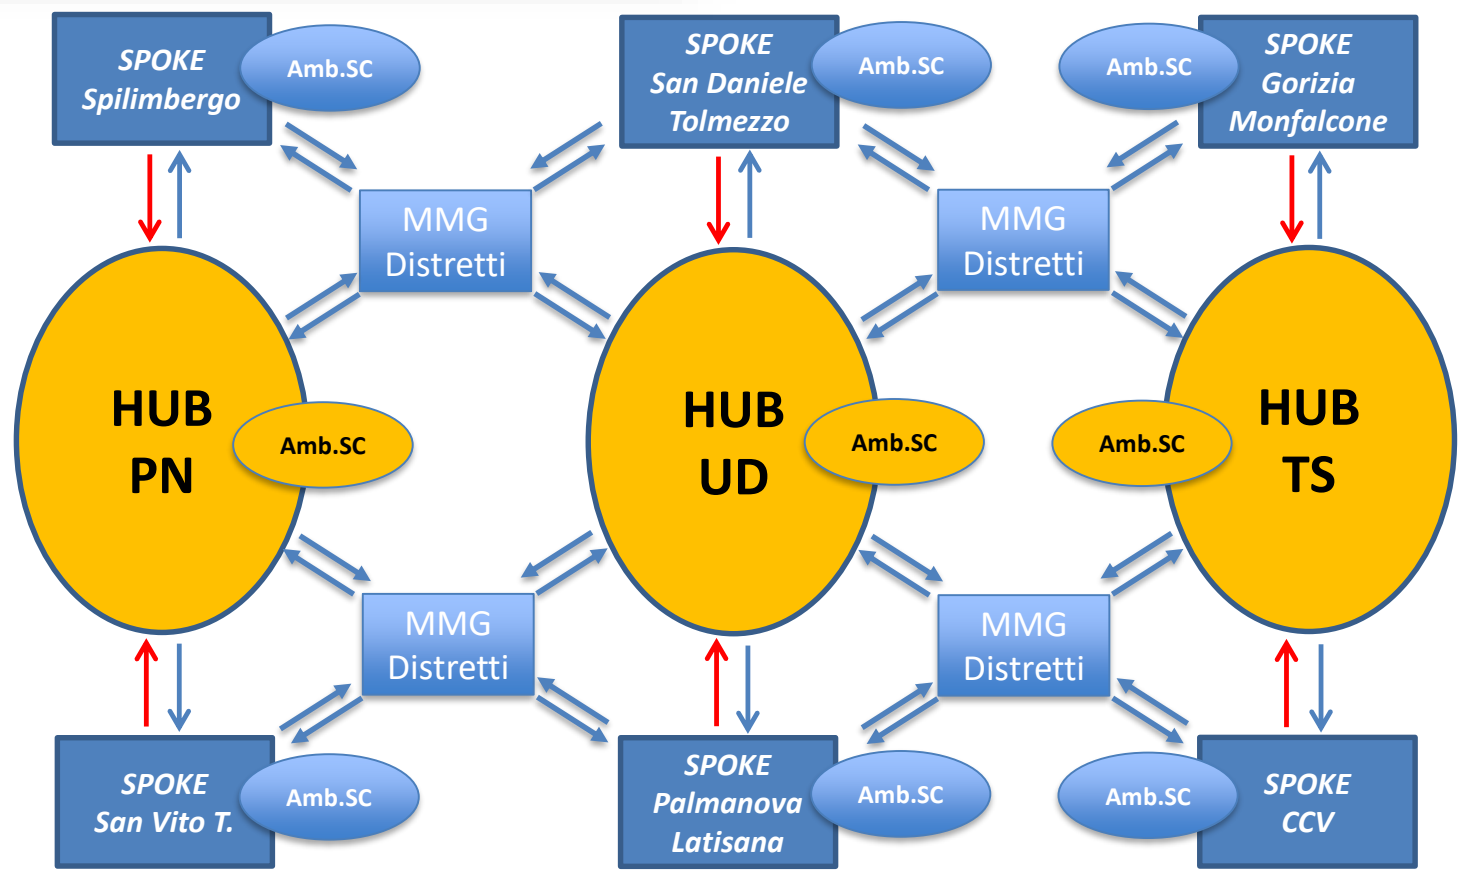 SPOKE
Spilimbergo
Amb.SC
SPOKE
San Daniele
Tolmezzo
Amb.SC
Amb.SC
SPOKE
Gorizia
Monfalcone
MMG
Distretti
MMG
Distretti
HUB
PN
Amb.SC
HUB
UD
Amb.SC
Amb.SC
HUB
TS
MMG
Distretti
MMG
Distretti
SPOKE
San Vito T.
Amb.SC
SPOKE
Palmanova
Latisana
Amb.SC
Amb.SC
SPOKE
CCV